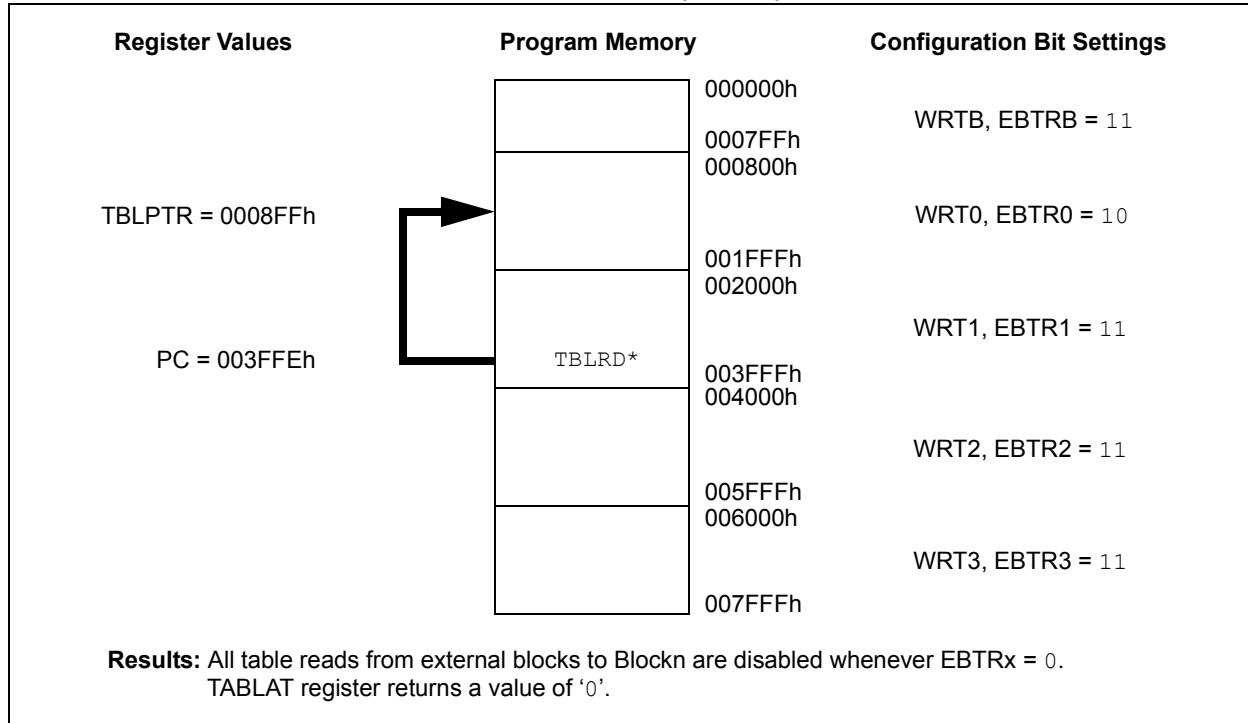 Register Values Program Memory Configuration Bit Settings
000000h
WRTB, EBTRB = 11
0007FFh
000800h
TBLPTR = 0008FFh WRT0, EBTR0 = 10
001FFFh
002000h
WRT1, EBTR1 = 11
PC = 003FFEh TBLRD*
003FFFh
004000h
WRT2, EBTR2 = 11
005FFFh
006000h
WRT3, EBTR3 = 11
007FFFh
Results: All table reads from external blocks to Blockn are disabled whenever EBTRx = 0.
TABLAT register returns a value of ‘0’.